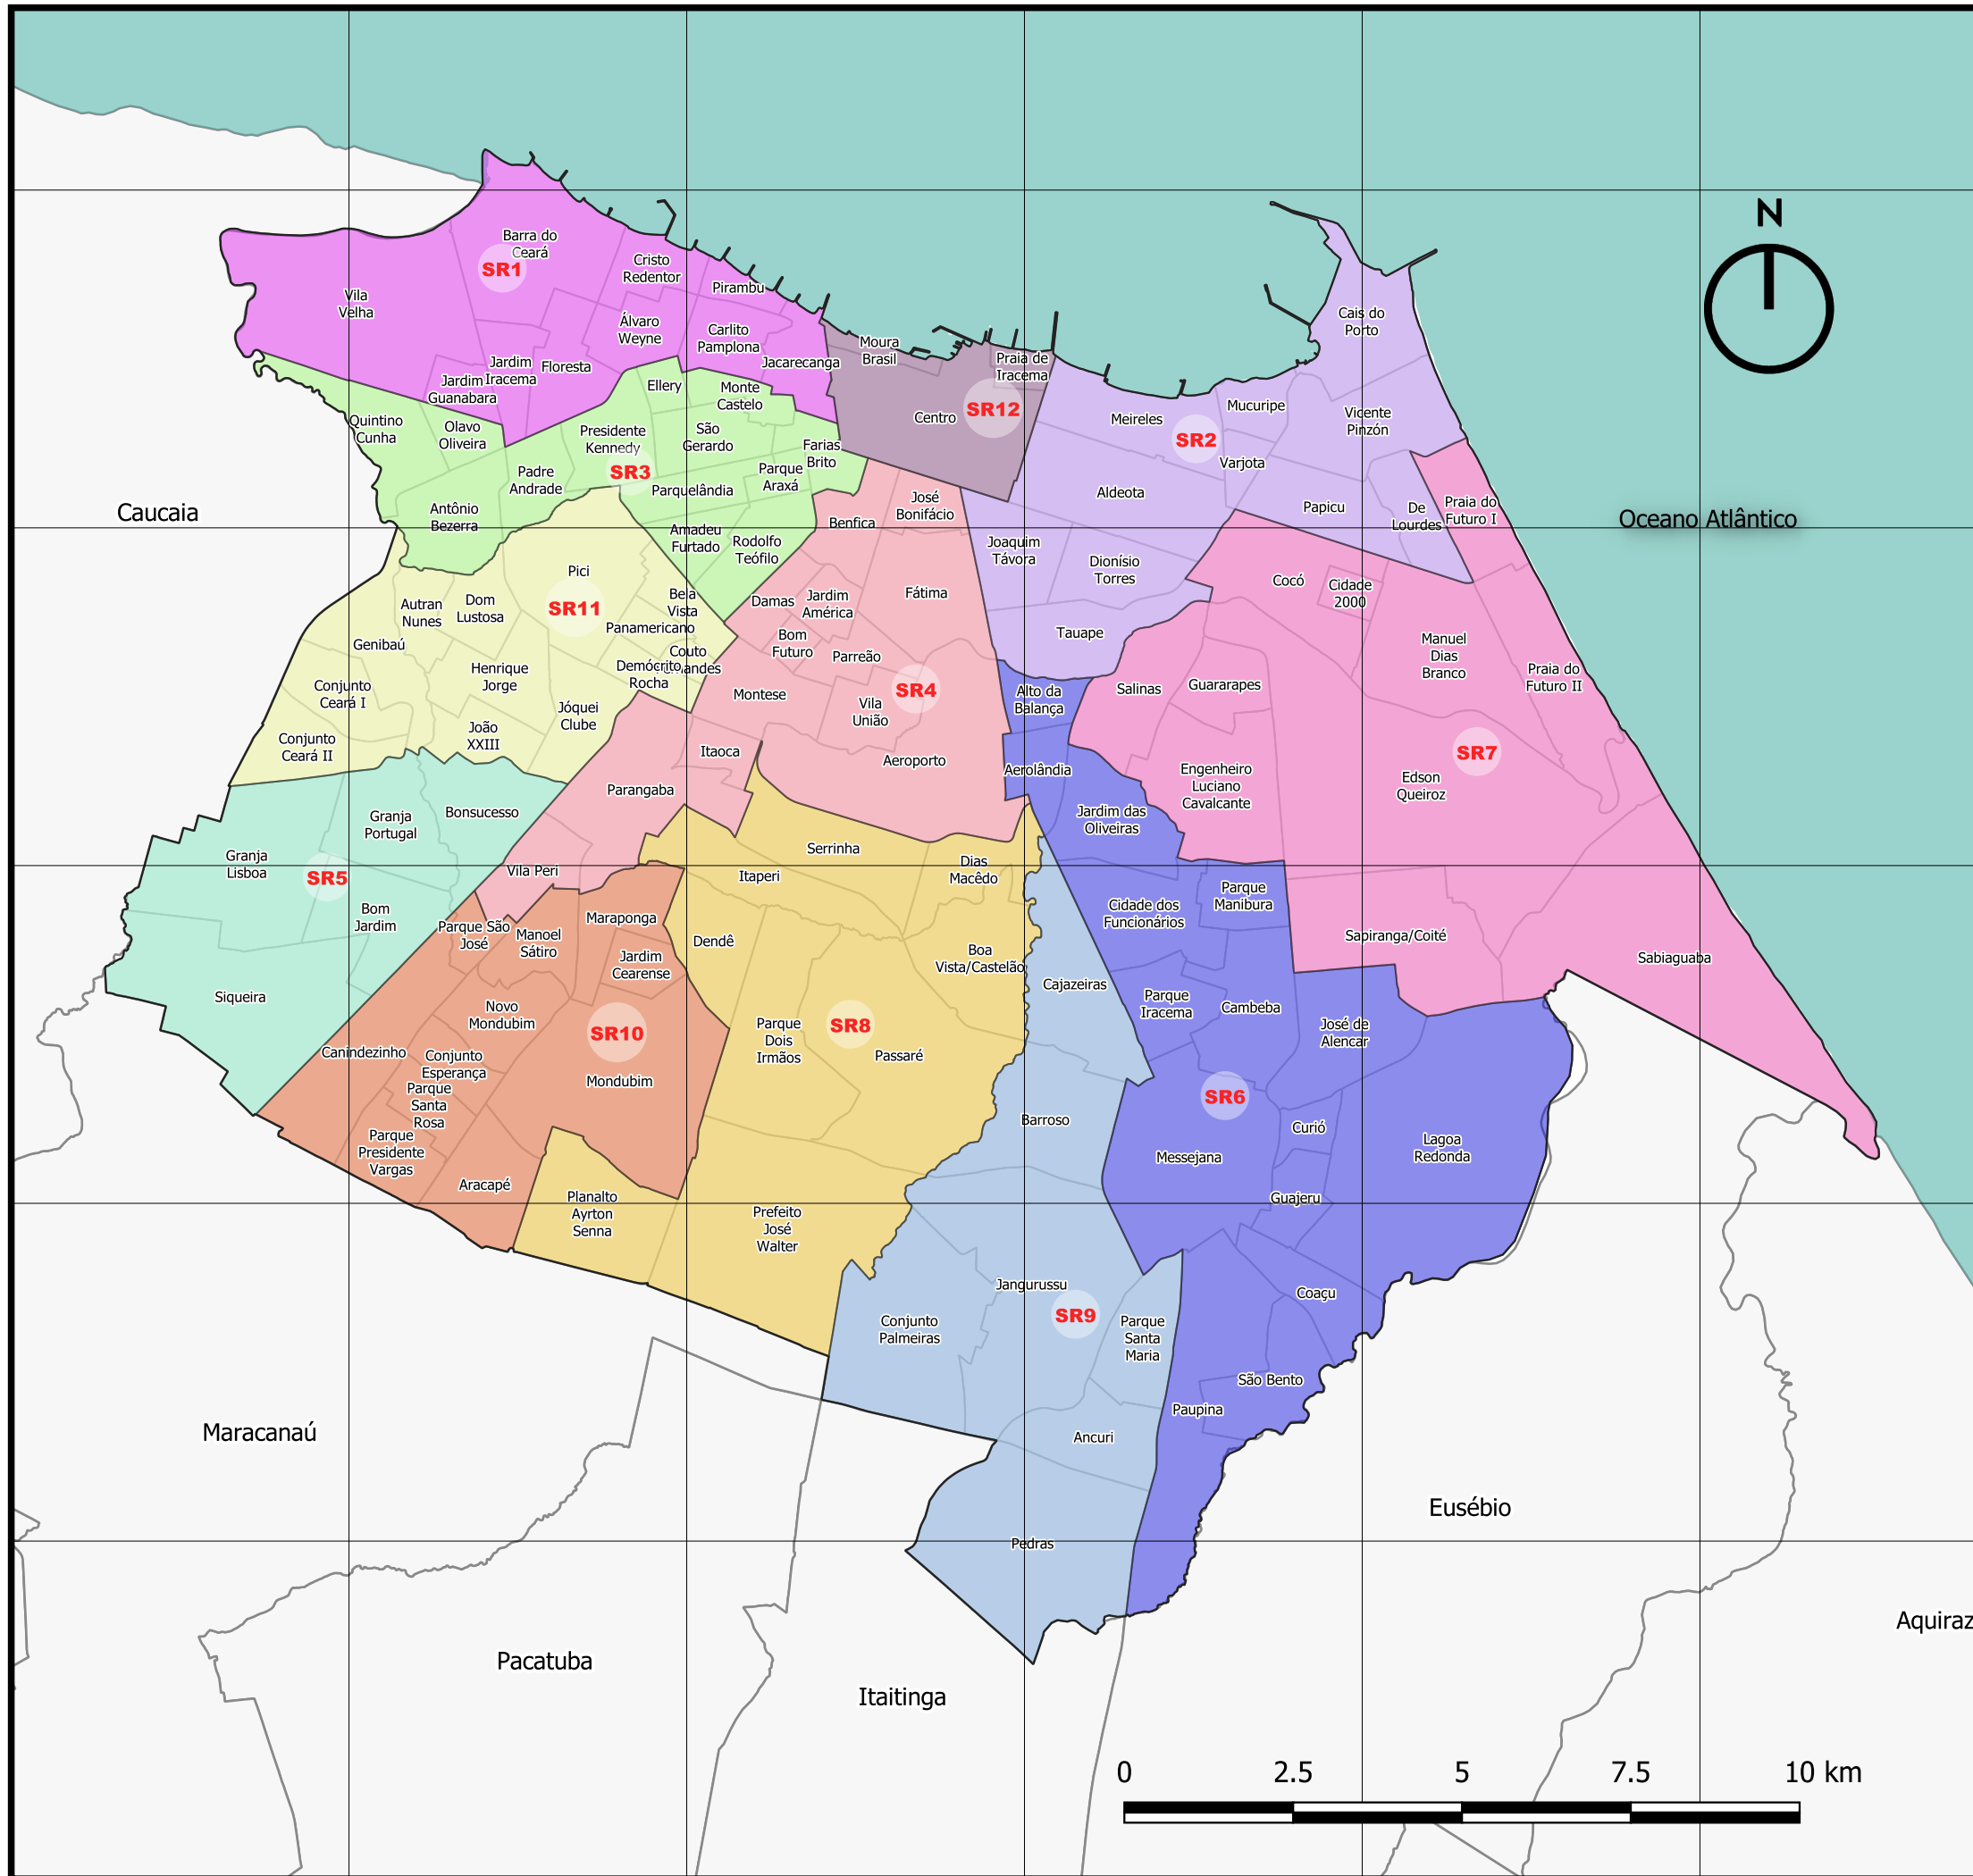 N
Barra do
Ceará
SR1
Cristo
Redentor
Pirambu
Vila
Velha
Álvaro
Weyne
Carlito
Pamplona
Jacarecanga
Jardim
Iracema
Floresta
Jardim
Guanabara
Moura
Brasil
Praia de
Iracema
Centro
SR12
Cais do
Porto
Meireles
SR2
Mucuripe
Vicente
Pinzón
Varjota
Aldeota
Papicu
De
Lourdes
Joaquim
Távora
Dionísio
Torres
Tauape
Ellery
Monte
Castelo
Quintino
Cunha
Olavo
Oliveira
Presidente
Kennedy
São
Gerardo
Farias
Brito
SR3
Padre
Andrade
Parquelândia
Parque
Araxá
Antônio
Bezerra
Amadeu
Furtado
Rodolfo
Teófilo
Caucaia
Oceano Atlântico
José
Bonifácio
Benfica
Damas
Jardim
América
Fátima
Bom
Futuro
Parreão
Montese
SR4
Vila
União
Itaoca
Aeroporto
Parangaba
Vila Peri
Pici
SR11
Autran
Nunes
Dom
Lustosa
Bela
Vista
Panamericano
Genibaú
Couto
Fernandes
Demócrito
Rocha
Henrique
Jorge
Conjunto
Ceará I
Jóquei
Clube
João
XXIII
Conjunto
Ceará II
Praia do
Futuro I
Cocó
Cidade
2000
Manuel
Dias
Branco
Praia do
Futuro II
Salinas
Guararapes
SR7
Engenheiro
Luciano
Cavalcante
Edson
Queiroz
Sapiranga/Coité
Sabiaguaba
Alto da
Balança
Aerolândia
Jardim das
Oliveiras
Cidade dos
Funcionários
Parque
Manibura
Parque
Iracema
Cambeba
José de
Alencar
SR6
Curió
Messejana
Lagoa
Redonda
Guajeru
Coaçu
São Bento
Paupina
Granja
Portugal
Bonsucesso
Granja
Lisboa
SR5
Bom
Jardim
Siqueira
Serrinha
Itaperi
Dias
Macêdo
Dendê
Boa
Vista/Castelão
Parque
Dois
Irmãos
SR8
Passaré
Planalto
Ayrton
Senna
Prefeito
José
Walter
Parque São
José
Manoel
Sátiro
Maraponga
Jardim
Cearense
Novo
Mondubim
SR10
Canindezinho
Conjunto
Esperança
Mondubim
Parque
Santa
Rosa
Parque
Presidente
Vargas
Aracapé
Cajazeiras
Barroso
Jangurussu
SR9
Conjunto
Palmeiras
Parque
Santa
Maria
Ancuri
Pedras
Maracanaú
Eusébio
Aquiraz
Pacatuba
Itaitinga
0 2.5 5 7.5 10 km